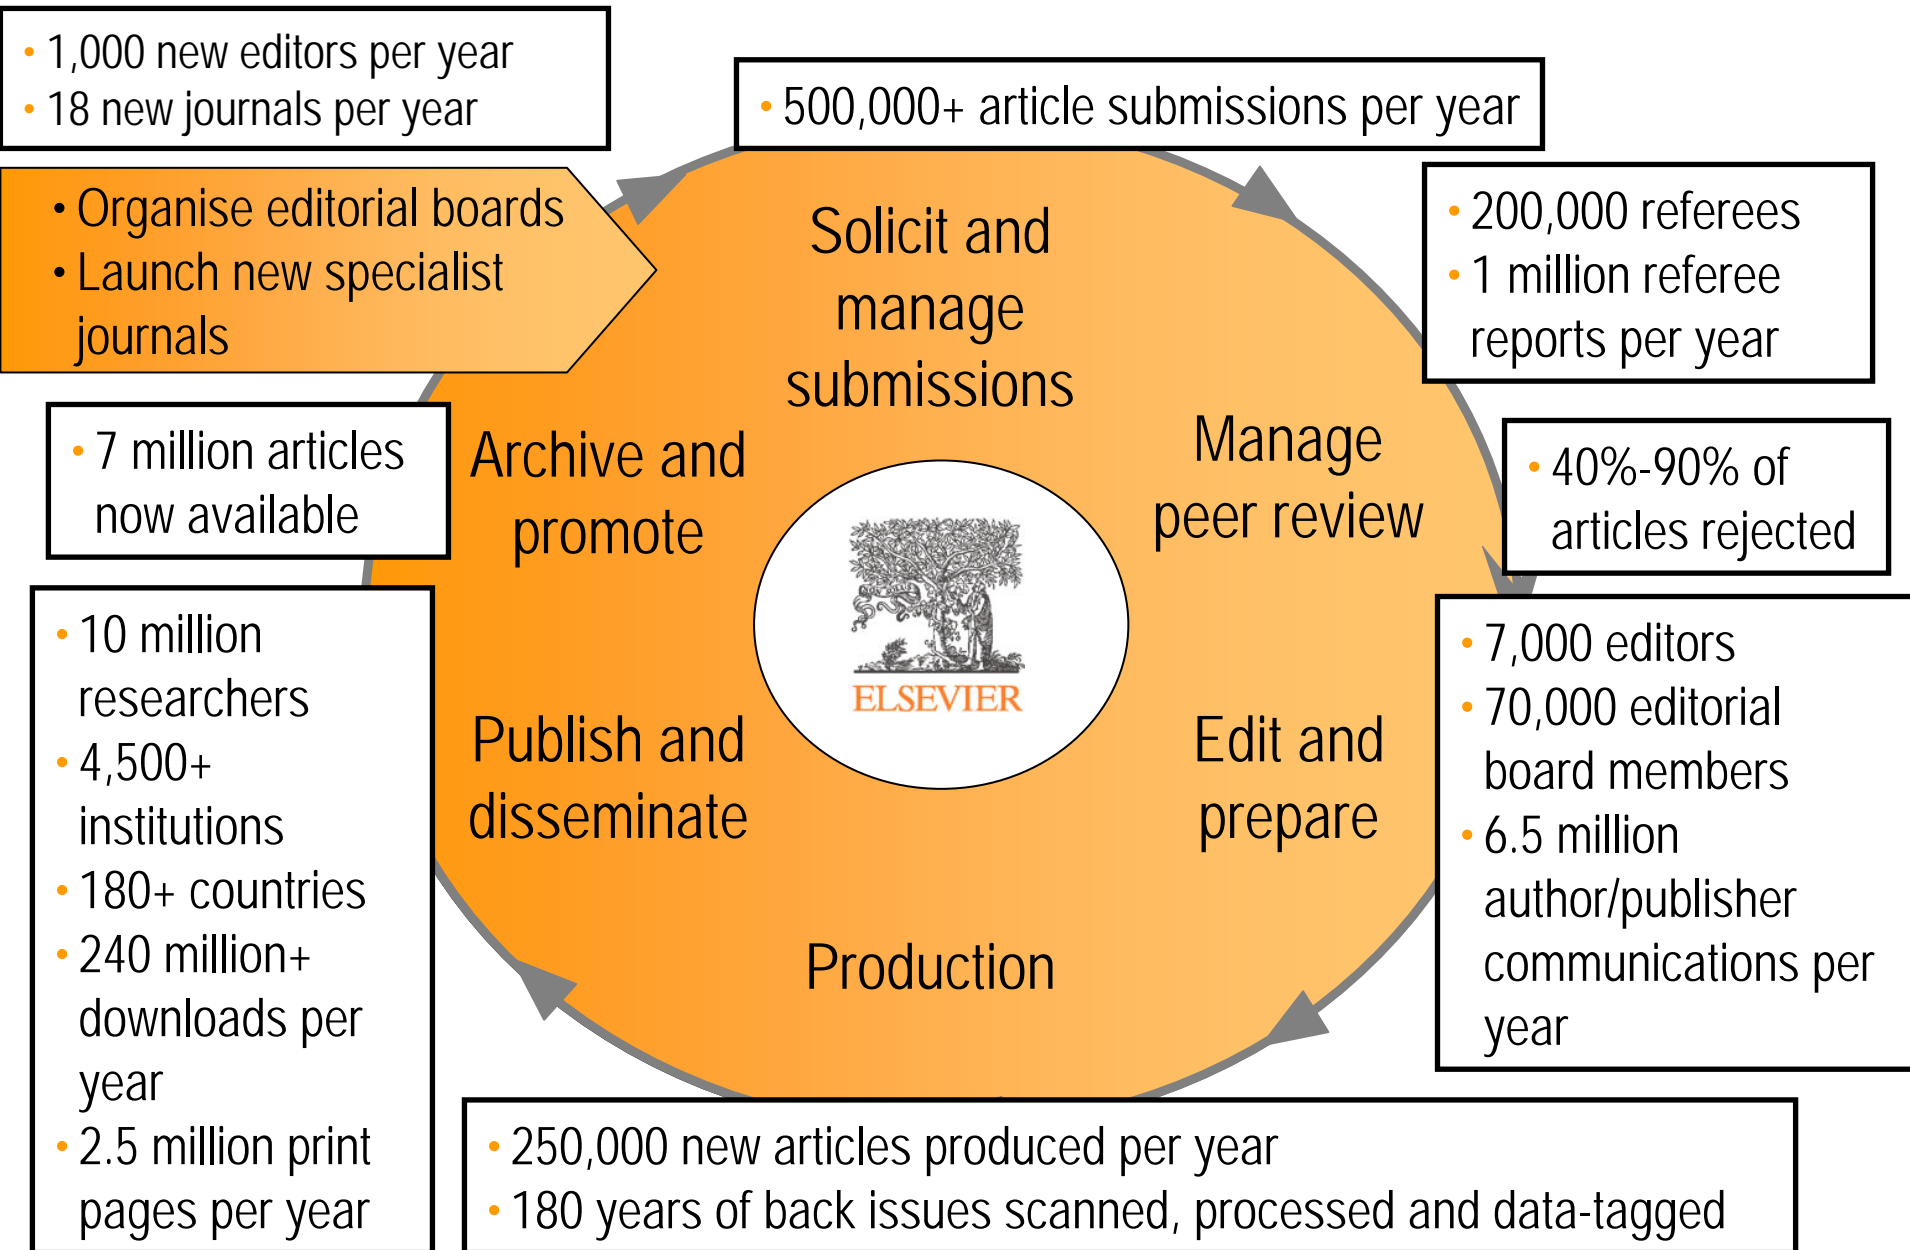 • 1,000 new editors per year
• 18 new journals per year
• 500,000+ article submissions per year
• Organise editorial boards
• Launch new specialist
journals
Solicit and
manage
submissions
• 200,000 referees
• 1 million referee
reports per year
• 7 million articles
now available
Archive and
promote
Manage
peer review
• 40%-90% of
articles rejected
ELSEVIER
• 10 million
researchers
• 4,500+
institutions
• 180+ countries
• 240 million+
downloads per
year
• 2.5 million print
pages per year
Publish and
disseminate
Edit and
prepare
• 7,000 editors
• 70,000 editorial
board members
• 6.5 million
author/publisher
communications per
year
Production
• 250,000 new articles produced per year
• 180 years of back issues scanned, processed and data-tagged